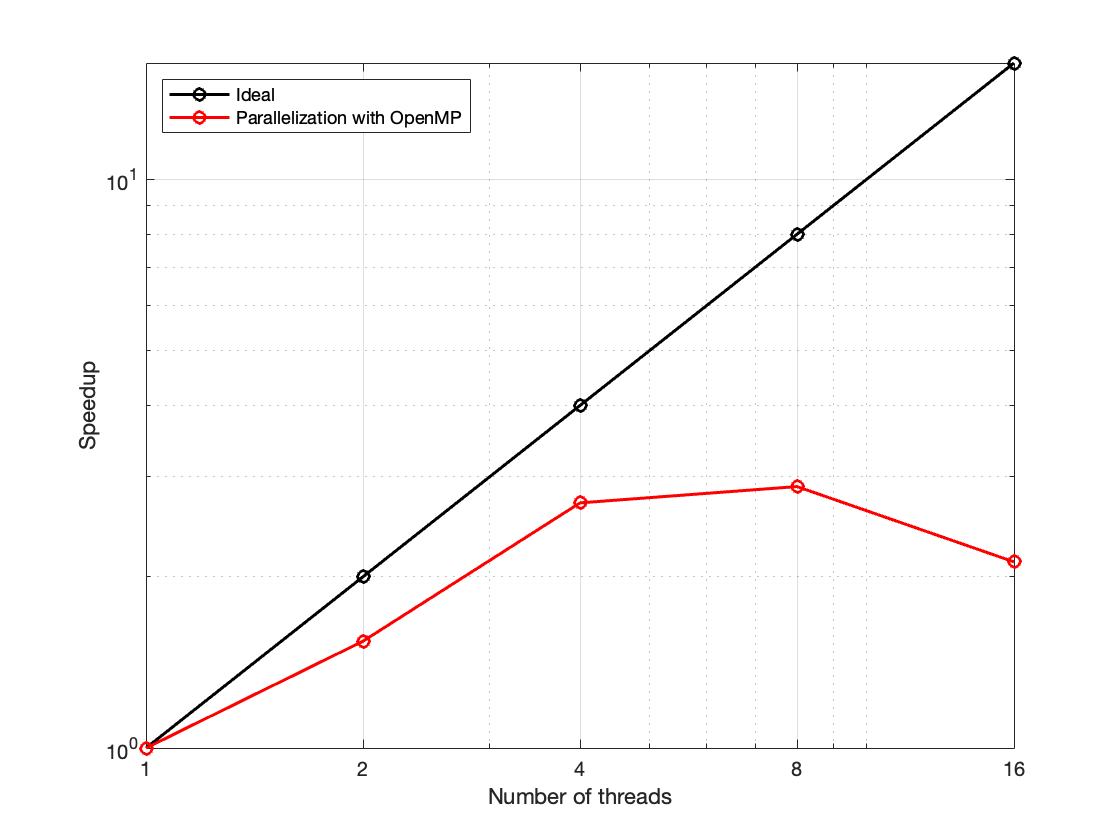 Ideal
Parallelization with OpenMP
10^1
10^0
Speedup
1 2 4 8 16
Number of threads